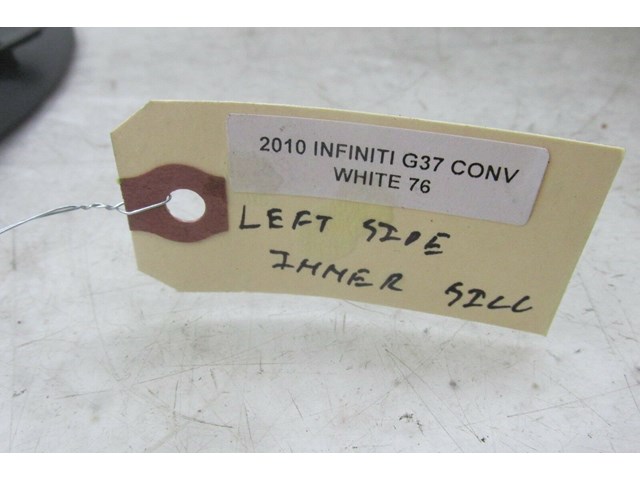 2010 INFINITI G37 CONV
WHITE 76
LEFT SIDE
INNER SILL